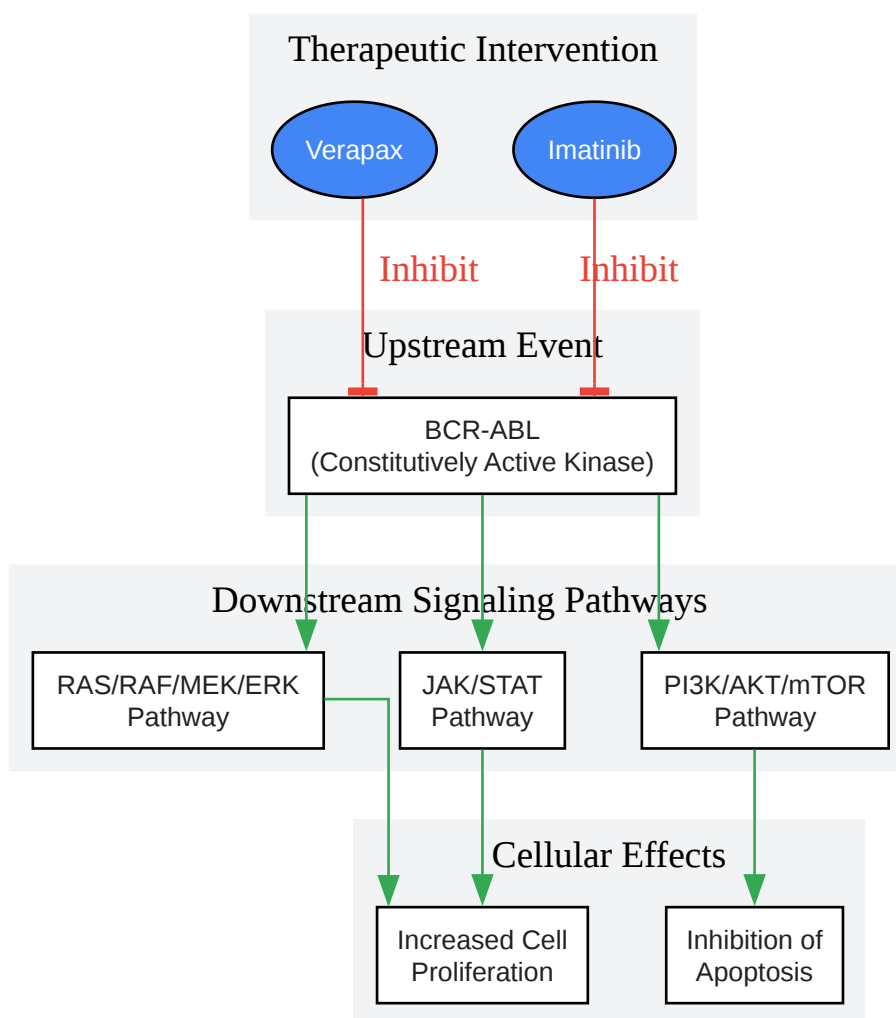 Therapeutic Intervention
Verapax
Imatinib
Inhibit
Inhibit
Upstream Event
BCR-ABL
(Constitutively Active Kinase)
Downstream Signaling Pathways
RAS/RAF/MEK/ERK
Pathway
JAK/STAT
Pathway
PI3K/AKT/mTOR
Pathway
Cellular Effects
Increased Cell
Proliferation
Inhibition of
Apoptosis